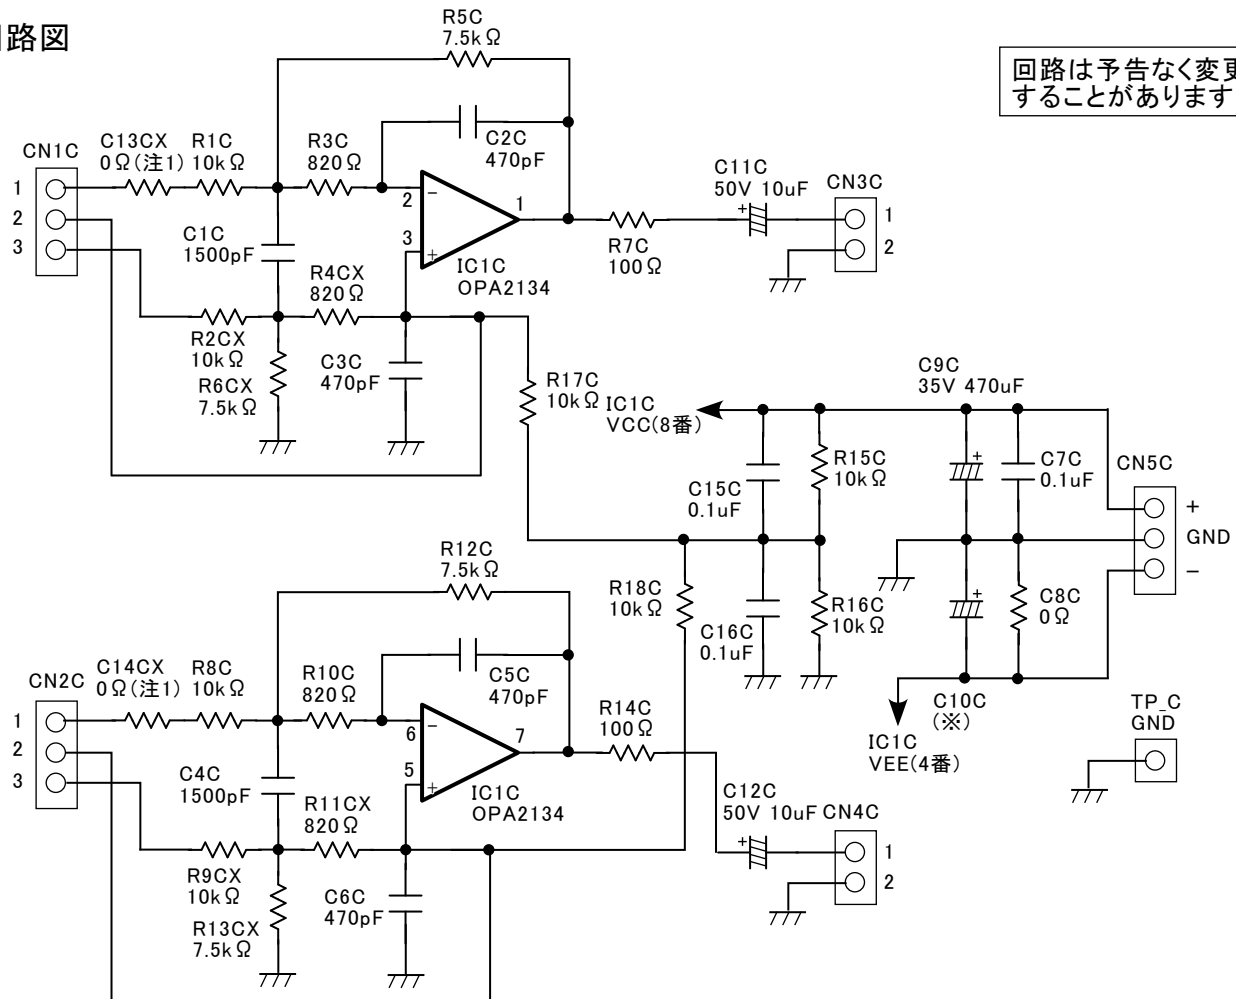 路図
回路は予告なく変更
することがあります
R5C
7.5kΩ
C2C
470pF
CN1C
1
2
3
C13CX
0Ω(注1)
R1C
10kΩ
R3C
820Ω
2
−
3
+
1
IC1C
OPA2134
C1C
1500pF
R4CX
820Ω
R2CX
10kΩ
R6CX
7.5kΩ
C3C
470pF
R7C
100Ω
C11C
50V 10uF
+
CN3C
1
2
R17C
10kΩ
IC1C
VCC(8番)
C15C
0.1uF
R15C
10kΩ
C9C
35V 470uF
+
C7C
0.1uF
CN5C
+
GND
−
R18C
10kΩ
C16C
0.1uF
R16C
10kΩ
+
C8C
0Ω
C10C
(※)
IC1C
VEE(4番)
TP_C
GND
R12C
7.5kΩ
C5C
470pF
CN2C
1
2
3
C14CX
0Ω(注1)
R8C
10kΩ
R10C
820Ω
6
−
5
+
7
IC1C
OPA2134
C4C
1500pF
R11CX
820Ω
R9CX
10kΩ
R13CX
7.5kΩ
C6C
470pF
R14C
100Ω
C12C
50V 10uF
+
CN4C
1
2